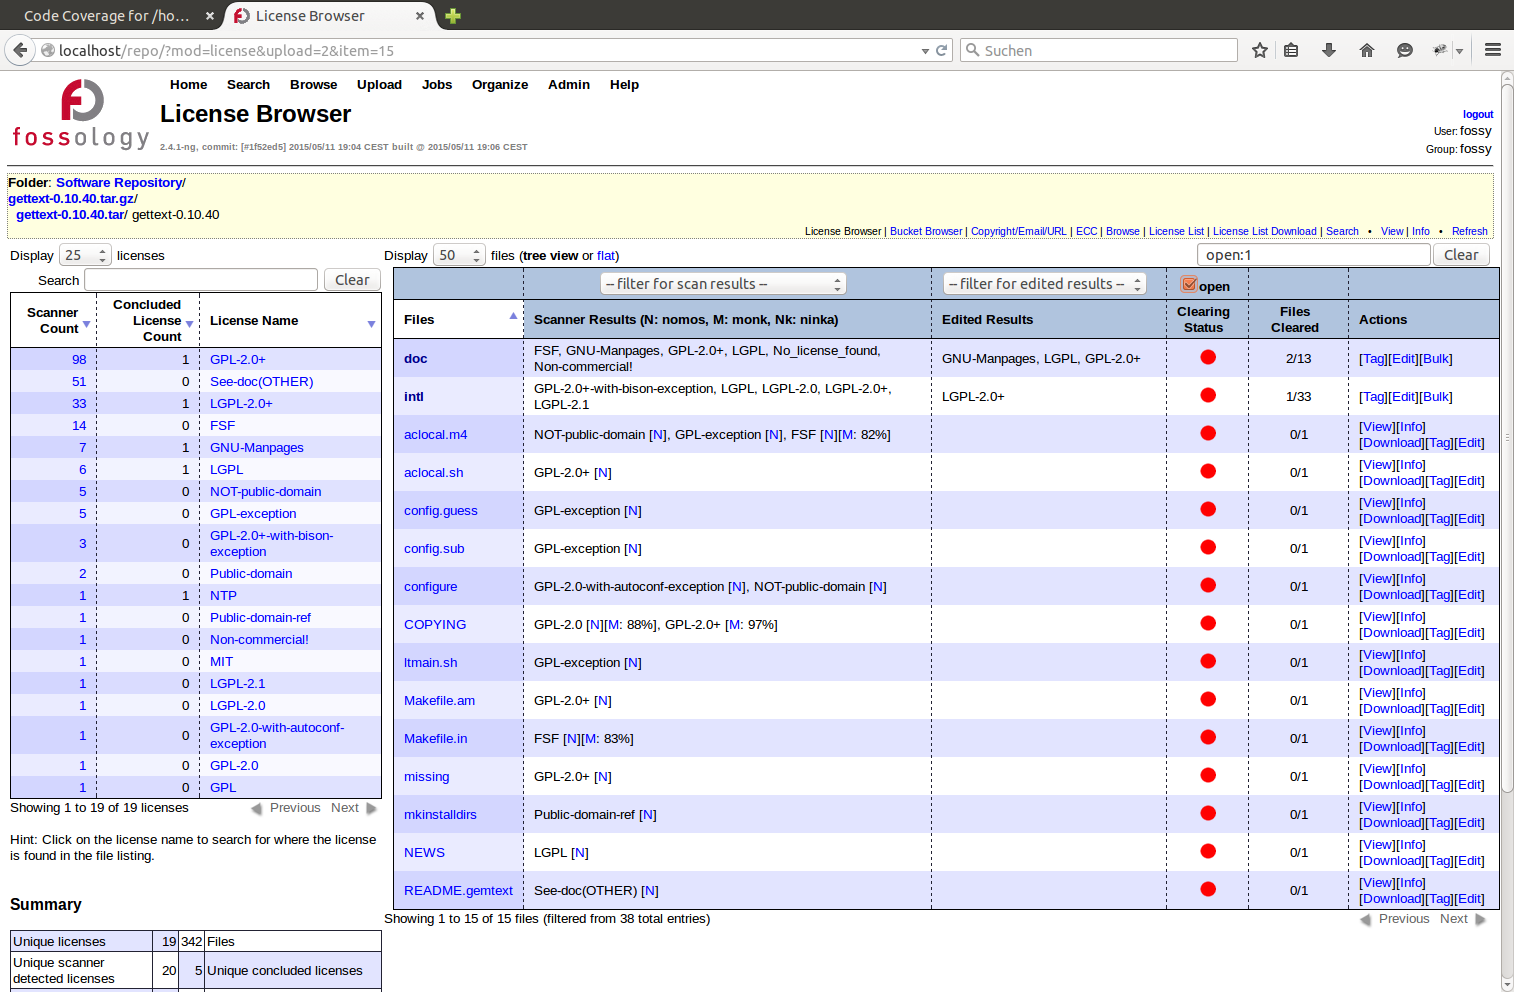 Code Coverage for /ho...
License Browser
localhost/repo/?mod=license&upload=2&item=15
Suchen
fossology
Home Search Browse Upload Jobs Organize Admin Help
License Browser
2.4.1-ng, commit: [#1f52ed5] 2015/05/11 19:04 CEST built @ 2015/05/11 19:06 CEST
logout
User: fossy
Group: fossy
Folder: Software Repository/
gettext-0.10.40.tar.gz/
gettext-0.10.40.tar/ gettext-0.10.40
License Browser | Bucket Browser | Copyright/Email/URL | ECC | Browse | License List | License List Download | Search • View | Info • Refresh
Display 25 licenses
Search Clear
Scanner Count Concluded License Count License Name
98 1 GPL-2.0+
51 0 See-doc(OTHER)
33 1 LGPL-2.0+
14 0 FSF
7 1 GNU-Manpages
6 1 LGPL
5 0 NOT-public-domain
5 0 GPL-exception
3 0 GPL-2.0+-with-bison-
exception
2 0 Public-domain
1 1 NTP
1 0 Public-domain-ref
1 0 Non-commercial!
1 0 MIT
1 0 LGPL-2.1
1 0 LGPL-2.0
1 0 GPL-2.0-with-autoconf-
exception
1 0 GPL-2.0
1 0 GPL
Showing 1 to 19 of 19 licenses Previous Next
Hint: Click on the license name to search for where the license
is found in the file listing.
Summary
Unique licenses 19 342 Files
Unique scanner
detected licenses 20 5 Unique concluded licenses
Display 50 files (tree view or flat) open:1 Clear
-- filter for scan results -- -- filter for edited results -- open
Files Scanner Results (N: nomos, M: monk, Nk: ninka) Edited Results Clearing Status Files Cleared Actions
doc FSF, GNU-Manpages, GPL-2.0+, LGPL, No_license_found,
Non-commercial! GNU-Manpages, LGPL, GPL-2.0+ 2/13 [Tag][Edit][Bulk]
intl GPL-2.0+-with-bison-exception, LGPL, LGPL-2.0, LGPL-2.0+,
LGPL-2.1 LGPL-2.0+ 1/33 [Tag][Edit][Bulk]
aclocal.m4 NOT-public-domain [N], GPL-exception [N], FSF [N][M: 82%] 0/1 [View][Info]
[Download][Tag][Edit]
aclocal.sh GPL-2.0+ [N] 0/1 [View][Info]
[Download][Tag][Edit]
config.guess GPL-exception [N] 0/1 [View][Info]
[Download][Tag][Edit]
config.sub GPL-exception [N] 0/1 [View][Info]
[Download][Tag][Edit]
configure GPL-2.0-with-autoconf-exception [N], NOT-public-domain [N] 0/1 [View][Info]
[Download][Tag][Edit]
COPYING GPL-2.0 [N][M: 88%], GPL-2.0+ [M: 97%] 0/1 [View][Info]
[Download][Tag][Edit]
ltmain.sh GPL-exception [N] 0/1 [View][Info]
[Download][Tag][Edit]
Makefile.am GPL-2.0+ [N] 0/1 [View][Info]
[Download][Tag][Edit]
Makefile.in FSF [N][M: 83%] 0/1 [View][Info]
[Download][Tag][Edit]
missing GPL-2.0+ [N] 0/1 [View][Info]
[Download][Tag][Edit]
mkinstalldirs Public-domain-ref [N] 0/1 [View][Info]
[Download][Tag][Edit]
NEWS LGPL [N] 0/1 [View][Info]
[Download][Tag][Edit]
README.gemtext See-doc(OTHER) [N] 0/1 [View][Info]
[Download][Tag][Edit]
Showing 1 to 15 of 15 files (filtered from 38 total entries) Previous Next